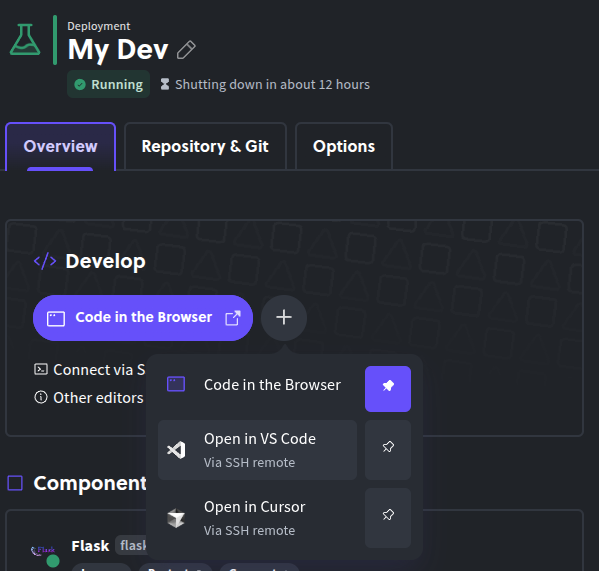 Deployment
My Dev
Running
Shutting down in about 12 hours
Overview
Repository & Git
Options
</> Develop
Code in the Browser
+
Connect via S
Other editors
Code in the Browser
Open in VS Code
Via SSH remote
Open in Cursor
Via SSH remote
Component
Flask
Flask
flask